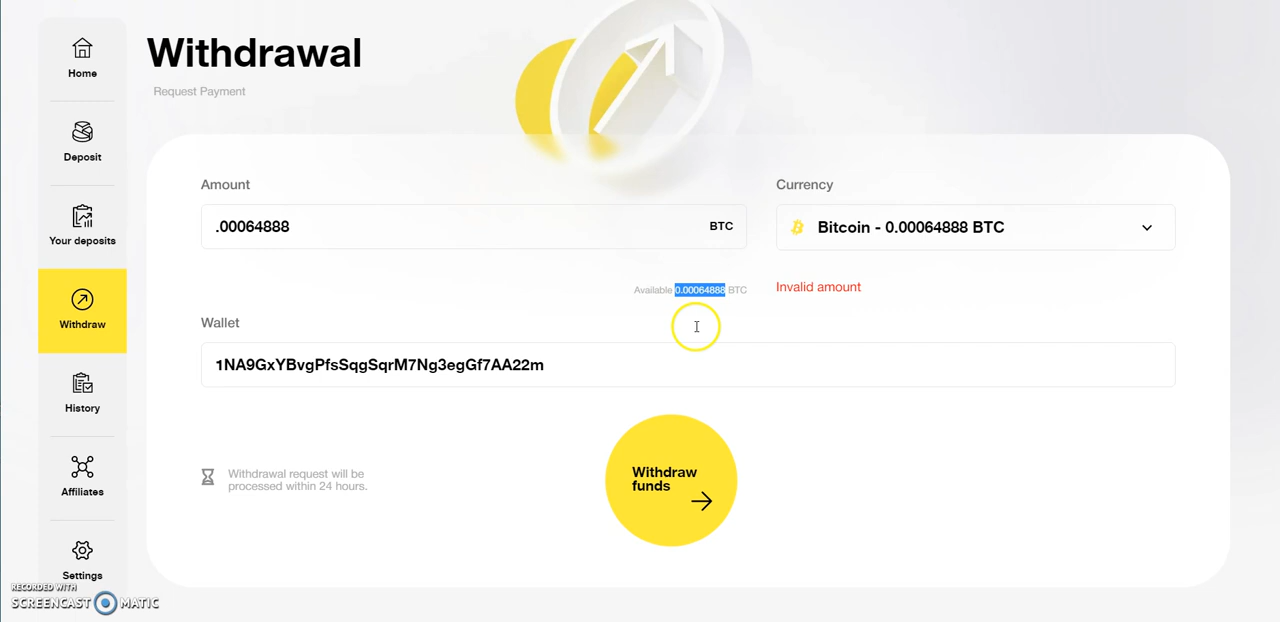 Withdrawal
Request Payment
Home
Deposit
Your deposits
Withdraw
History
Affiliates
Settings
Amount
.00064888 BTC
Available 0.00064888 BTC
Currency
Bitcoin - 0.00064888 BTC
Invalid amount
Wallet
1NA9GxYBvgPfsSqgSqrM7Ng3egGf7AA22m
Withdrawal request will be
processed within 24 hours.
Withdraw
funds
RECORDED WITH
SCREENCAST MATIC